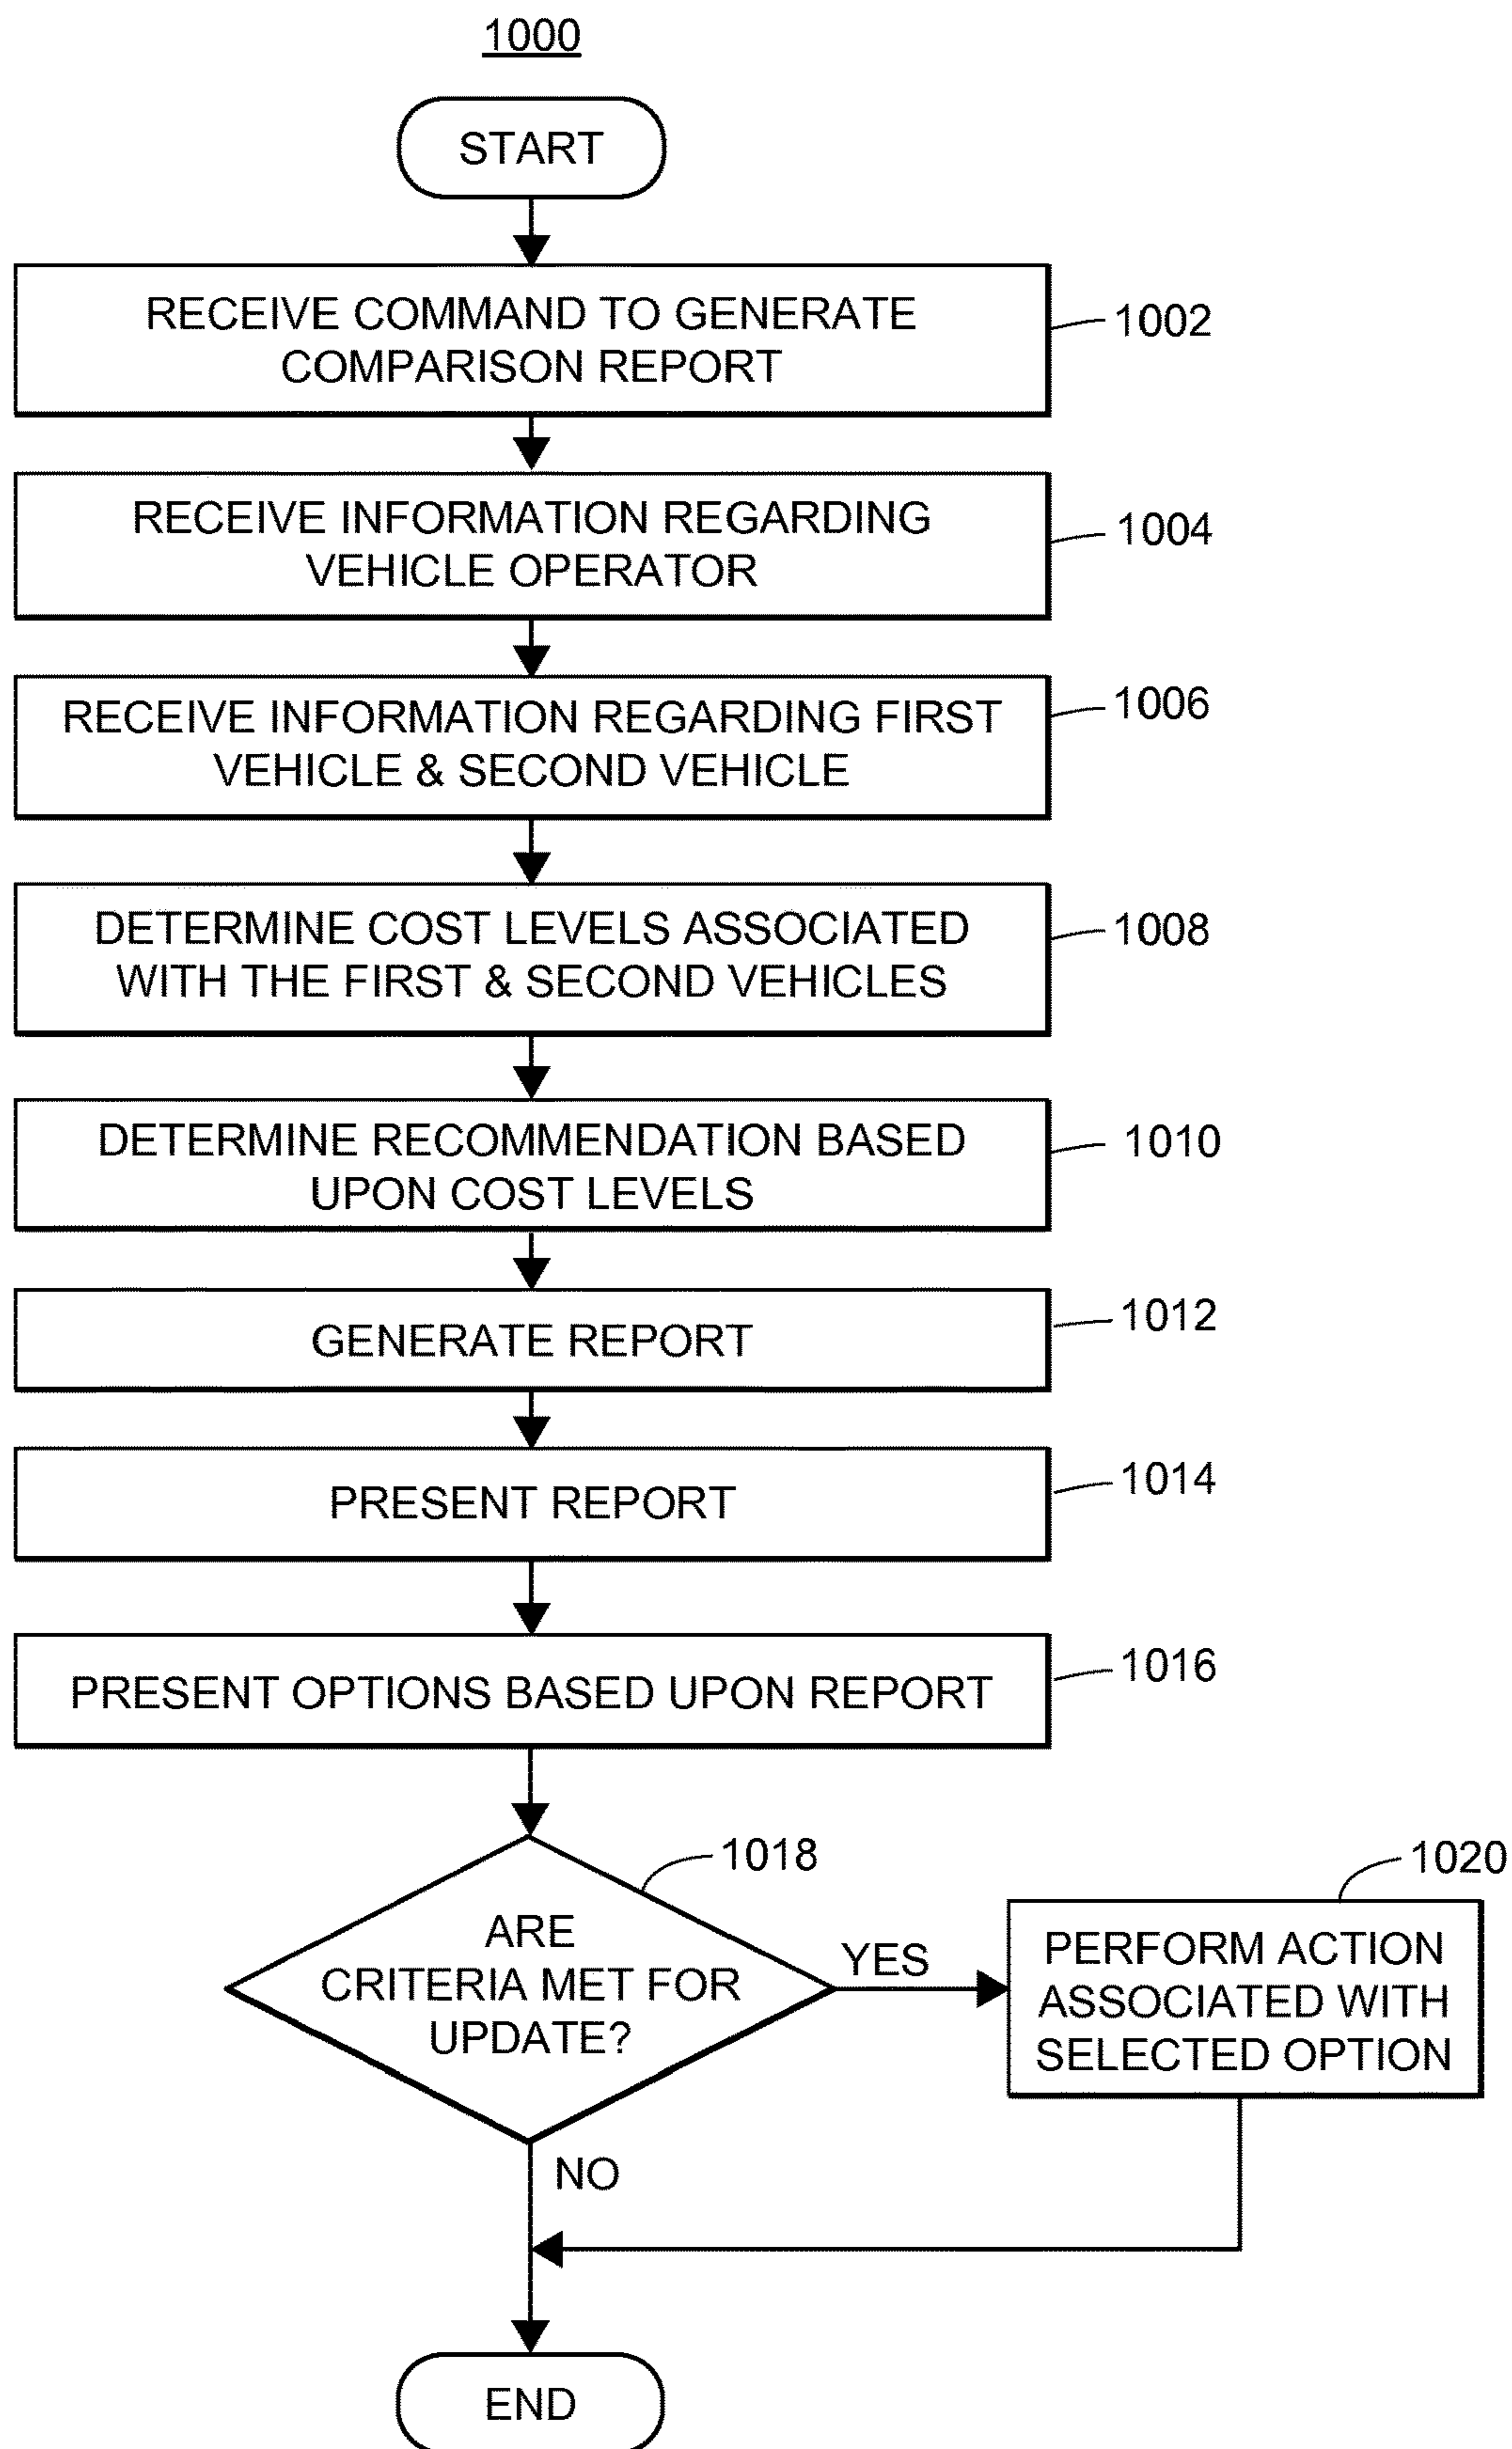 1000
START
RECEIVE COMMAND TO GENERATE
COMPARISON REPORT
1002
RECEIVE INFORMATION REGARDING
VEHICLE OPERATOR
1004
RECEIVE INFORMATION REGARDING FIRST
VEHICLE & SECOND VEHICLE
1006
DETERMINE COST LEVELS ASSOCIATED
WITH THE FIRST & SECOND VEHICLES
1008
DETERMINE RECOMMENDATION BASED
UPON COST LEVELS
1010
GENERATE REPORT
1012
PRESENT REPORT
1014
PRESENT OPTIONS BASED UPON REPORT
1016
ARE
CRITERIA MET FOR
UPDATE?
1018
YES
PERFORM ACTION
ASSOCIATED WITH
SELECTED OPTION
1020
NO
END